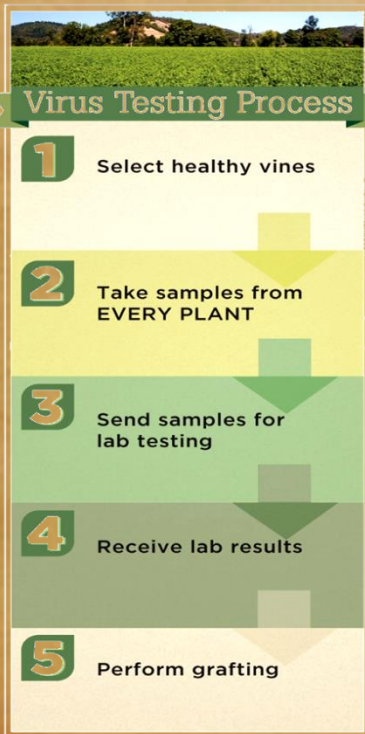 Virus Testing Process
1
Select healthy vines
2
Take samples from
EVERY PLANT
3
Send samples for
lab testing
4
Receive lab results
5
Perform grafting